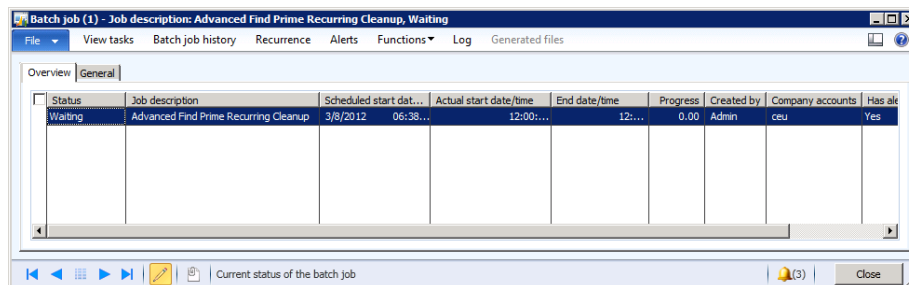 Batch job (1) - Job description: Advanced Find Prime Recurring Cleanup, Waiting
File View tasks Batch job history Recurrence Alerts Functions Log Generated files
Overview General
Status Job description Scheduled start dat... Actual start date/time End date/time Progress Created by Company accounts Has ale
Waiting Advanced Find Prime Recurring Cleanup 3/8/2012 06:38... 12:00:... 12:... 0.00 Admin ceu Yes
Current status of the batch job (3) Close